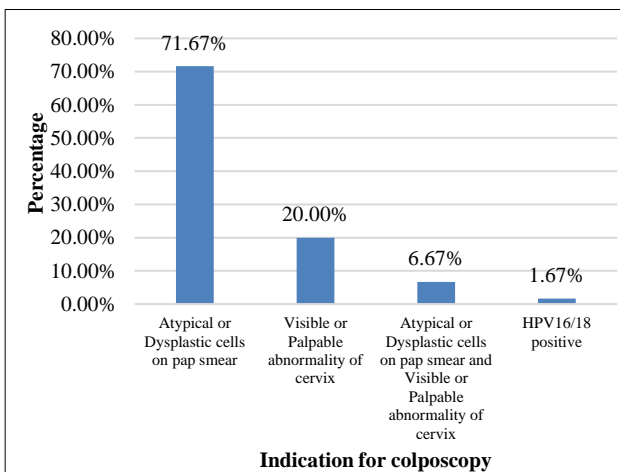 80.00%
70.00%
60.00%
50.00%
40.00%
30.00%
20.00%
10.00%
0.00%
Percentage
71.67%
20.00%
6.67%
1.67%
Atypical or
Dysplastic cells
on pap smear
Visible or
Palpable
abnormality of
cervix
Atypical or
Dysplastic cells
on pap smear and
Visible or
Palpable
abnormality of
cervix
HPV16/18
positive
Indication for colposcopy